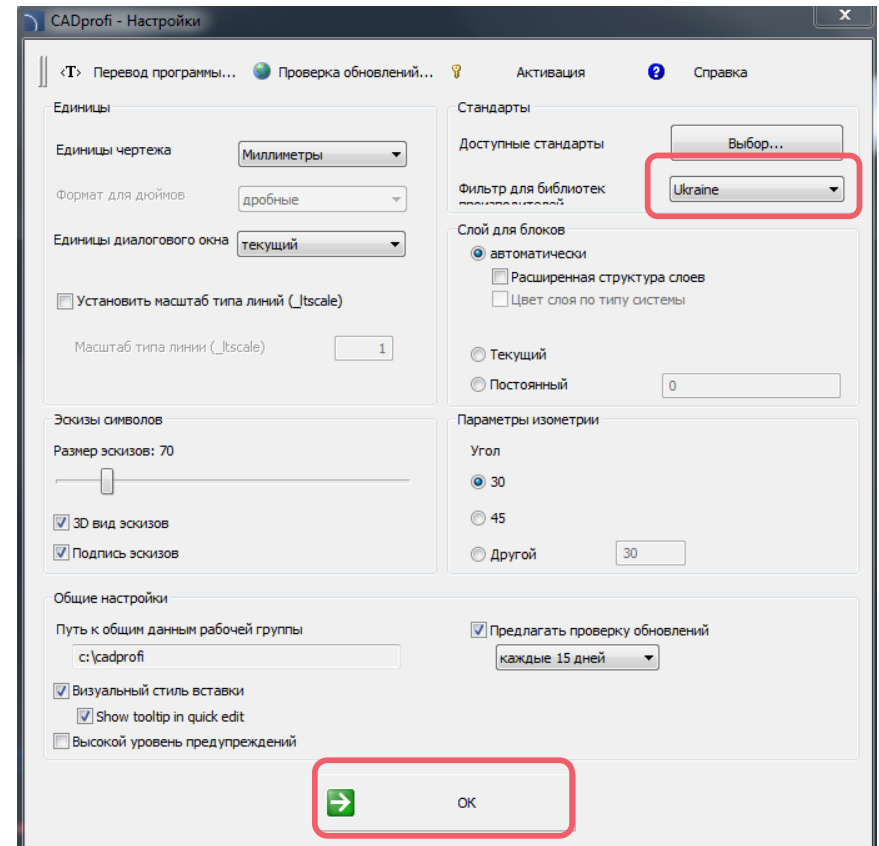 CADprofi - Настройки
x
<T> Перевод программы... Проверка обновлений... Активация ? Справка
Единицы
Единицы чертежа Миллиметры
Формат для дюймов дробные
Единицы диалогового окна текущий
Установить масштаб типа линий (_ltscale)
Масштаб типа линии (_ltscale) 1
Стандарты
Доступные стандарты Выбор...
Фильтр для библиотек Ukraine
производителей
Слой для блоков
автоматически
Расширенная структура слоев
Цвет слоя по типу системы
Текущий
Постоянный 0
Эскизы символов
Размер эскизов: 70
3D вид эскизов
Подпись эскизов
Параметры изометрии
Угол
30
45
Другой 30
Общие настройки
Путь к общим данным рабочей группы
c:\cadprofi
Визуальный стиль вставки
Show tooltip in quick edit
Высокой уровень предупреждений
Предлагать проверку обновлений
каждые 15 дней
OK